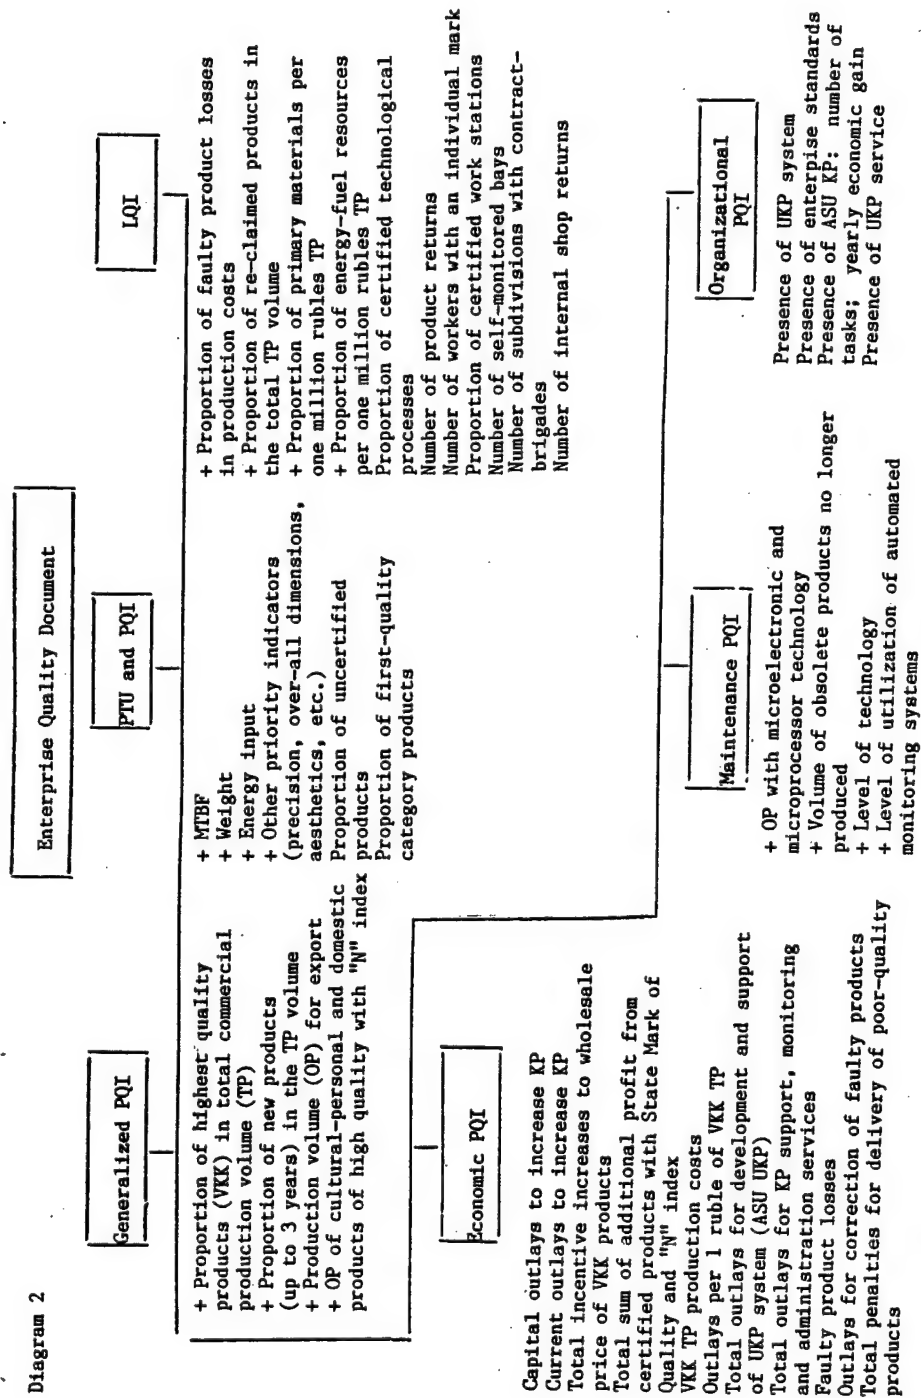 Diagram 2
Enterprise Quality Document
Generalized PQI
PTU and PQI
LQI
+ Proportion of highest quality
products (VKK) in total commercial
production volume (TP)
+ Proportion of new products
(up to 3 years) in the TP volume
+ Production volume (OP) for export
+ OP of cultural-personal and domestic
products of high quality with "N" index
+ MTBF
+ Weight
+ Energy input
+ Other priority indicators
(precision, over-all dimensions,
aesthetics, etc.)
Proportion of uncertified
products
Proportion of first-quality
category products
+ Proportion of faulty product losses
in production costs
+ Proportion of re-claimed products in
the total TP volume
+ Proportion of primary materials per
one million rubles TP
+ Proportion of energy-fuel resources
per one million rubles TP
Proportion of certified technological
processes
Number of product returns
Number of workers with an individual mark
Proportion of certified work stations
Number of self-monitored bays
Number of subdivisions with contract-
brigades
Number of internal shop returns
Economic PQI
Maintenance PQI
Organizational
PQI
Capital outlays to increase KP
Current outlays to increase KP
Total incentive increases to wholesale
price of VKK products
Total sum of additional profit from
certified products with State Mark of
Quality and "N" index
VKK TP production costs
Outlays per 1 ruble of VKK TP
Total outlays for development and support
of UKP system (ASU UKP)
Total outlays for KP support, monitoring
and administration services
Faulty product losses
Outlays for correction of faulty products
Total penalties for delivery of poor-quality
products
+ OP with microelectronic and
microprocessor technology
+ Volume of obsolete products no longer
produced
+ Level of technology
+ Level of utilization of automated
monitoring systems
Presence of UKP system
Presence of enterpise standards
Presence of ASU KP: number of
tasks; yearly economic gain
Presence of UKP service